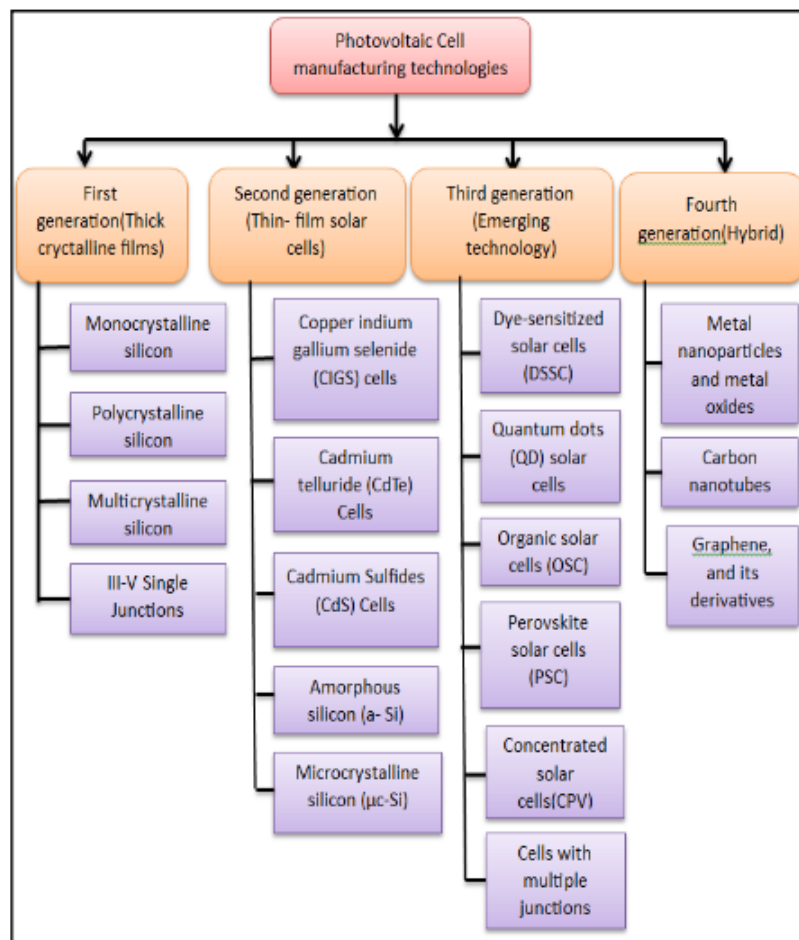 Photovoltaic Cell
manufacturing technologies
First
generation(Thick
cryctalline films)
Second generation
(Thin- film solar
cells)
Third generation
(Emerging
technology)
Fourth
generation(Hybrid)
Monocrystalline
silicon
Polycrystalline
silicon
Multicrystalline
silicon
III-V Single
Junctions
Copper indium
gallium selenide
(CIGS) cells
Cadmium
telluride (CdTe)
Cells
Cadmium Sulfides
(CdS) Cells
Amorphous
silicon (a- Si)
Microcrystalline
silicon (µc-Si)
Dye-sensitized
solar cells
(DSSC)
Quantum dots
(QD) solar
cells
Organic solar
cells (OSC)
Perovskite
solar cells
(PSC)
Concentrated
solar
cells(CPV)
Cells with
multiple
junctions
Metal
nanoparticles
and metal
oxides
Carbon
nanotubes
Graphene,
and its
derivatives